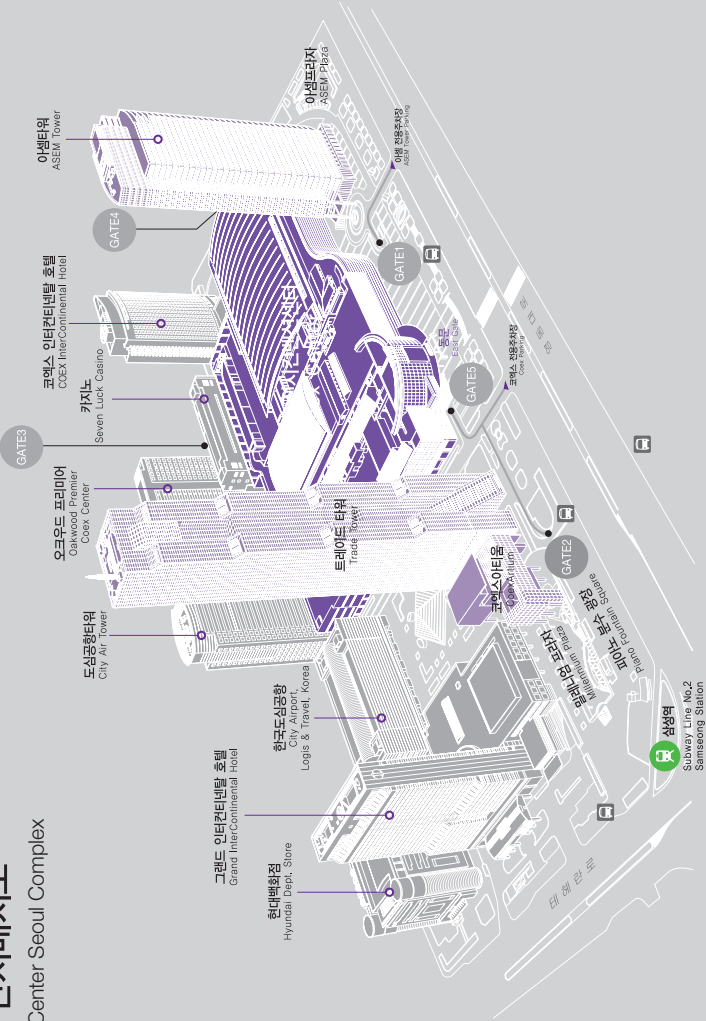 Center Seoul Complex
아셈프라자
ASEM Plaza
아셈타워
ASEM Tower
아셈 전용주차장
ASEM Tower Parking
GATE4
GATE1
코엑스 인터컨티넨탈 호텔
COEX InterContinental Hotel
카지노
Seven Luck Casino
GATE3
동문
East Gate
GATE5
코엑스 전용주차장
Coex Parking
오크우드 프리미어
Oakwood Premier
Coex Center
트레이드 타워
Trade Tower
코엑스아티움
CoexArtium
GATE2
도심공항타워
City Air Tower
밀레니엄 프라자
Millennium Plaza
피아노 분수 광장
Piano Fountain Square
한국도심공항
City Airport,
Logis & Travel, Korea
삼성역
Subway Line No.2
Samseong Station
그랜드 인터컨티넨탈 호텔
Grand InterContinental Hotel
현대백화점
Hyundai Dept. Store
테헤란로